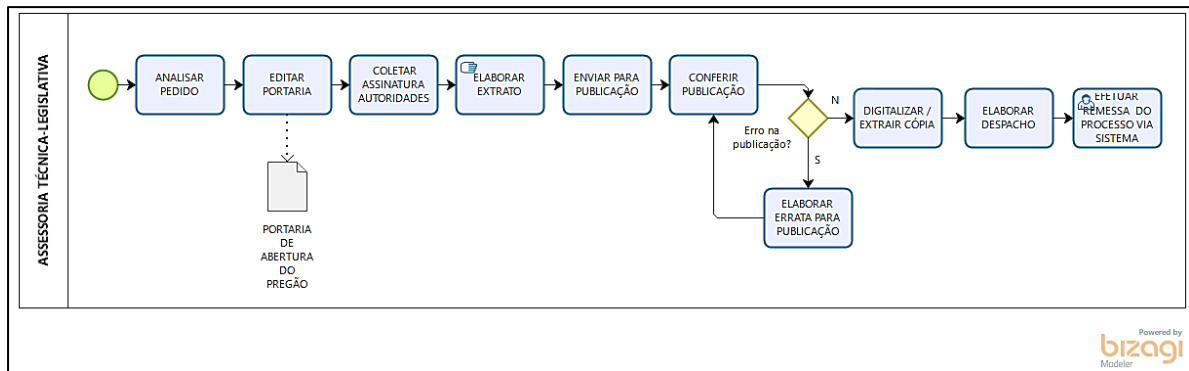 ASSESSORIA TÉCNICA-LEGISLATIVA
ANALISAR
PEDIDO
EDITAR
PORTARIA
COLETAR
ASSINATURA
AUTORIDADES
ELABORAR
EXTRATO
ENVIAR PARA
PUBLICAÇÃO
CONFERIR
PUBLICAÇÃO
Erro na
publicação?
N
S
DIGITALIZAR /
EXTRAIR CÓPIA
ELABORAR
DESPACHO
EFETUAR
REMESSA DO
PROCESSO VIA
SISTEMA
ELABORAR
ERRATA PARA
PUBLICAÇÃO
PORTARIA
DE
ABERTURA
DO
PREGÃO
Powered by
bizagi
Modeler